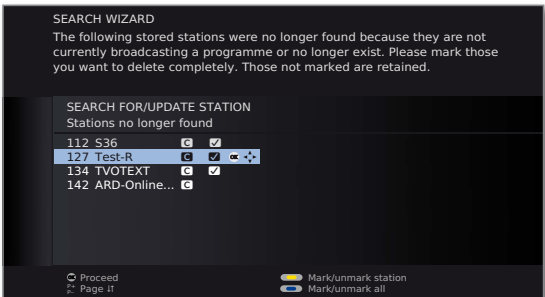 SEARCH WIZARD
The following stored stations were no longer found because they are not
currently broadcasting a programme or no longer exist. Please mark those
you want to delete completely. Those not marked are retained.
SEARCH FOR/UPDATE STATION
Stations no longer found
112 S36 C
127 Test-R C OK
134 TVOTEXT C
142 ARD-Online... C
OK Proceed Mark/unmark station
P+ P- Page ↓↑ Mark/unmark all